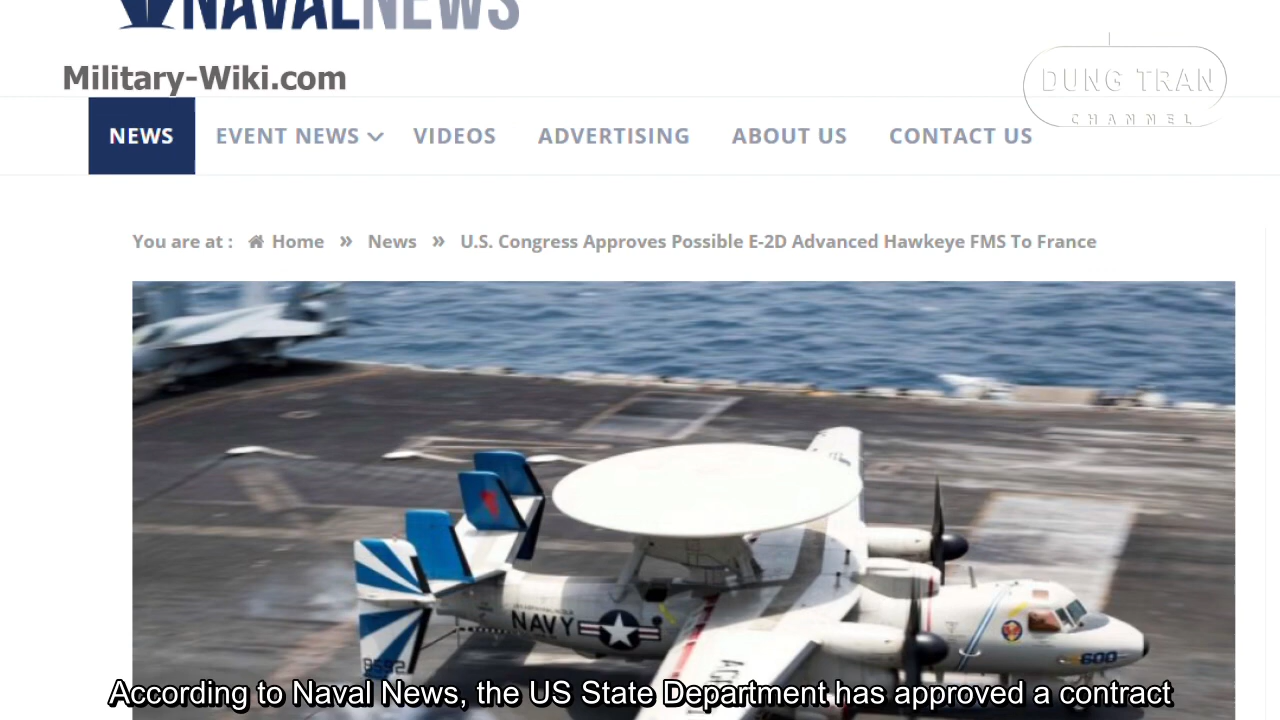 NAVALNEWS
Military-Wiki.com
DUNG TRAN
CHANNEL
NEWS EVENT NEWS VIDEOS ADVERTISING ABOUT US CONTACT US
You are at : Home » News » U.S. Congress Approves Possible E-2D Advanced Hawkeye FMS To France
NAVY
600
According to Naval News, the US State Department has approved a contract